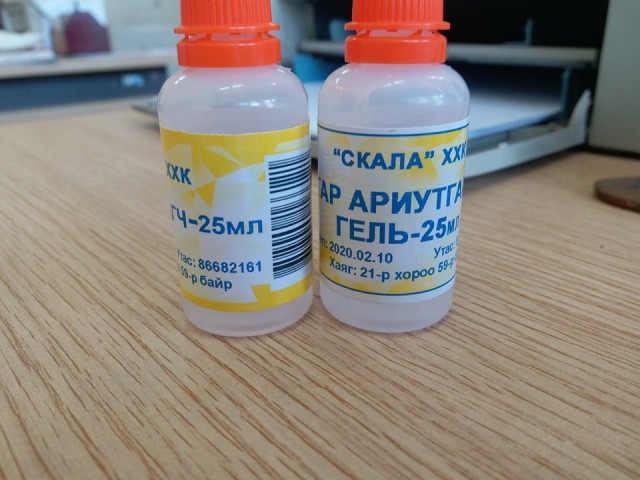 ХХК
ГЧ-25мл
Утас: 86682161
59-р байр
“СКАЛА” ХХК
АР АРИУТГА
ГЕЛЬ-25мл
2020.02.10
Утас:
Хаяг: 21-р хороо 59-р